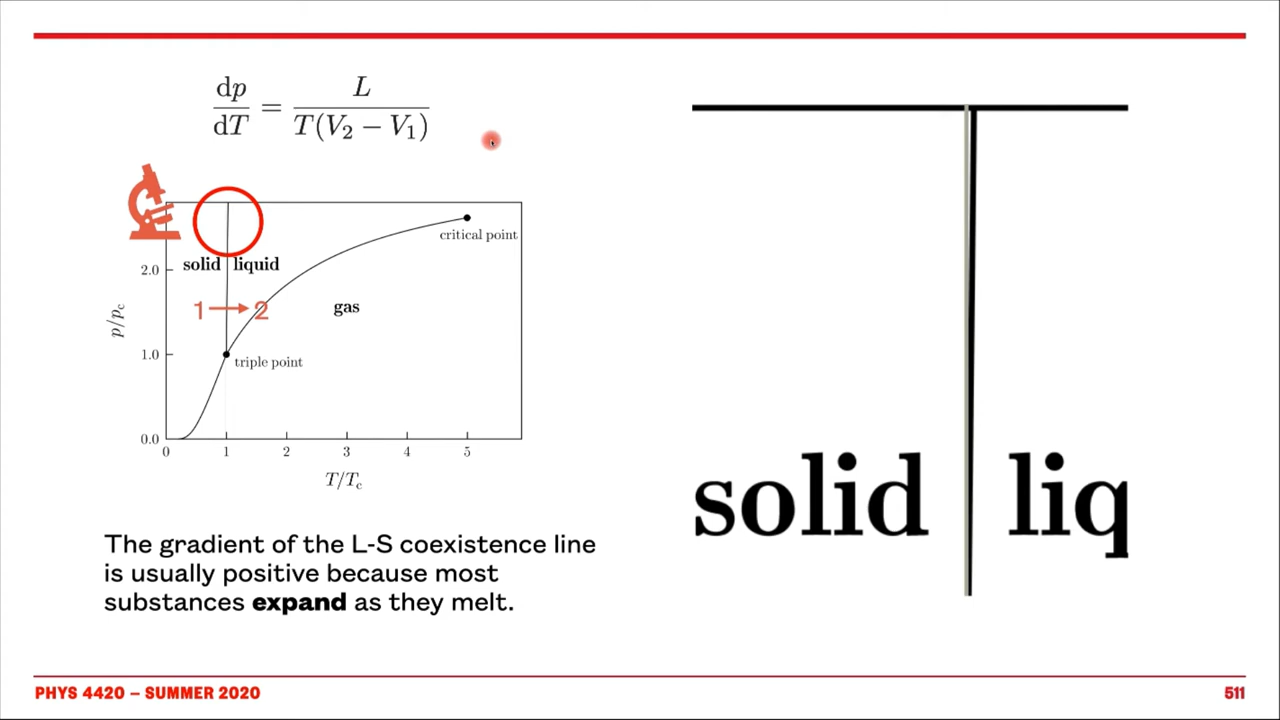 dp/dT = L/T(V₂ − V₁)
critical point
solid liquid
2.0
1 → 2
gas
p/pc
1.0
triple point
0.0
0 1 2 3 4 5
T/Tc
The gradient of the L-S coexistence line
is usually positive because most
substances expand as they melt.
solid liq
PHYS 4420 – SUMMER 2020
511